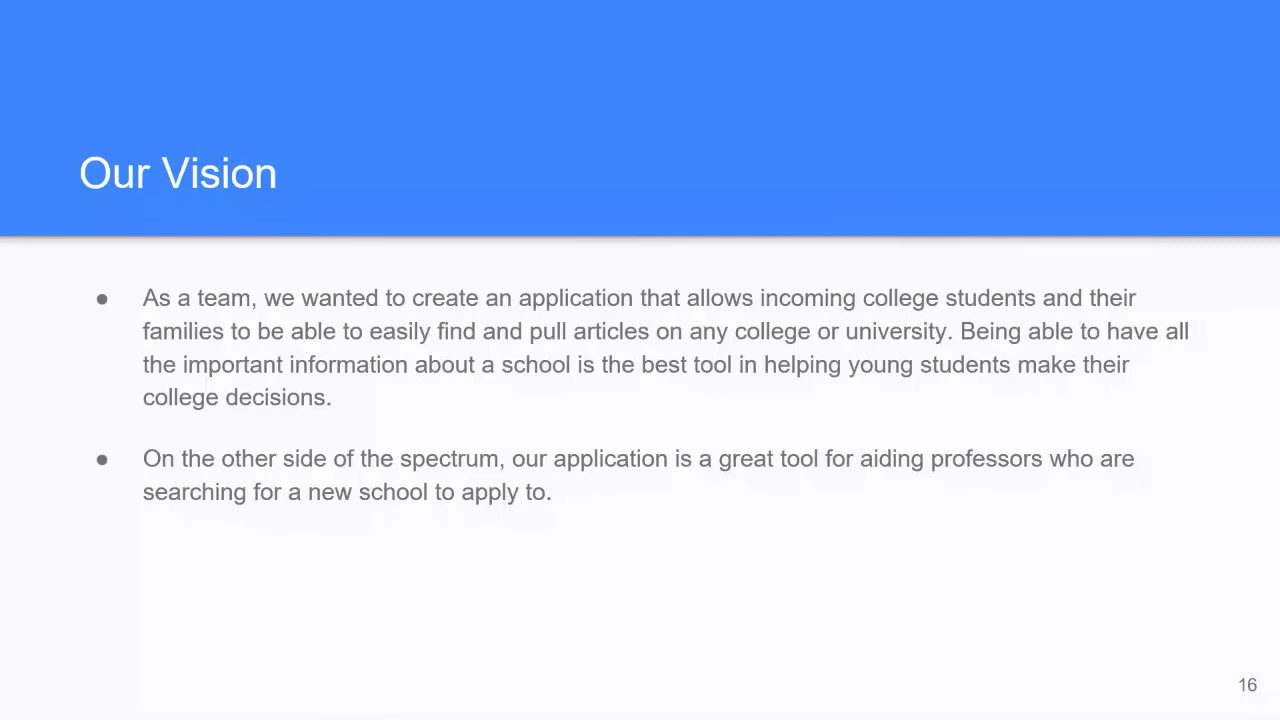 Our Vision
● As a team, we wanted to create an application that allows incoming college students and their
families to be able to easily find and pull articles on any college or university. Being able to have all
the important information about a school is the best tool in helping young students make their
college decisions.
● On the other side of the spectrum, our application is a great tool for aiding professors who are
searching for a new school to apply to.
16